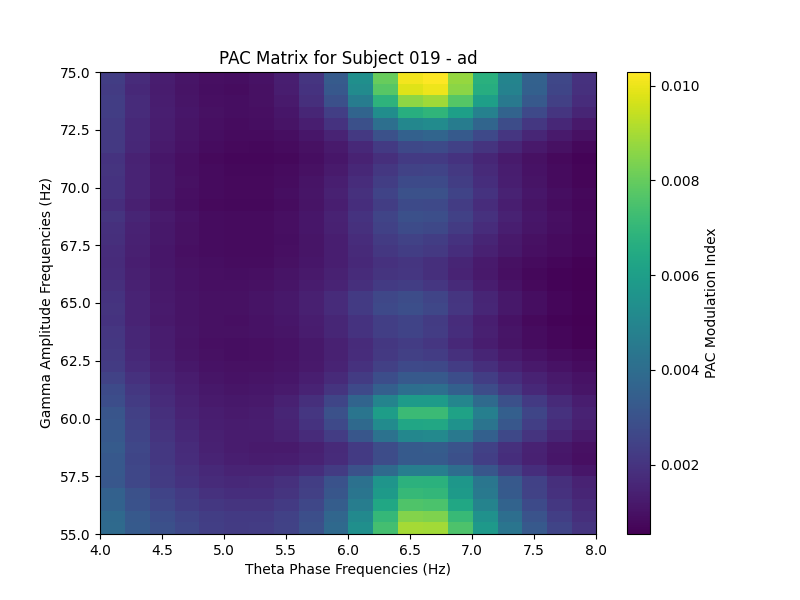 PAC Matrix for Subject 019 - ad
75.0
72.5
70.0
67.5
65.0
62.5
60.0
57.5
55.0
Gamma Amplitude Frequencies (Hz)
4.0 4.5 5.0 5.5 6.0 6.5 7.0 7.5 8.0
Theta Phase Frequencies (Hz)
0.010
0.008
0.006
0.004
0.002
PAC Modulation Index